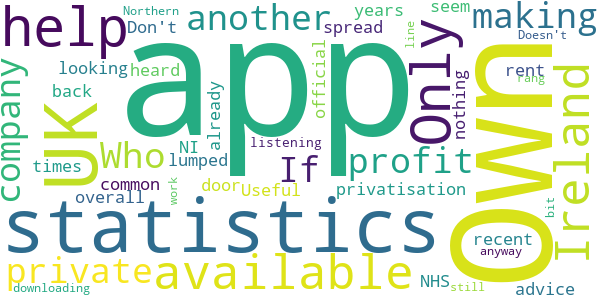 Northern
help
Don't
another
years
seem
making
spread
line
Doesn't
app
Only
own
looking
heard
official
rent
rang
company
back
already
nothing
UK
Who
NI
listening
Ireland
times
lumped
If
profit
common
work
door
Useful
privatisation
overall
statistics
bit
recent
anyway
private
available
NHS
still
advice
downloading